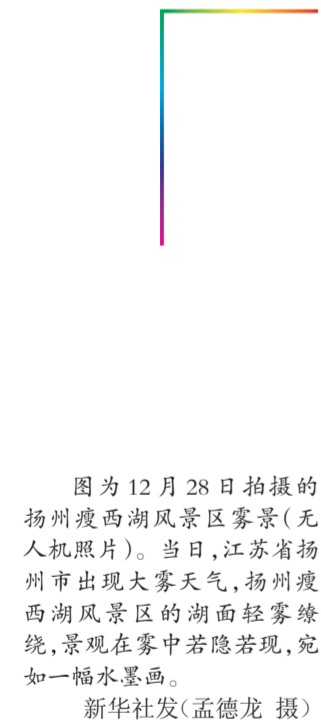 图为12月28日拍摄的
扬州瘦西湖风景区雾景(无
人机照片)。当日,江苏省扬
州市出现大雾天气,扬州瘦
西湖风景区的湖面轻雾缭
绕,景观在雾中若隐若现,宛
如一幅水墨画。
新华社发(孟德龙 摄)